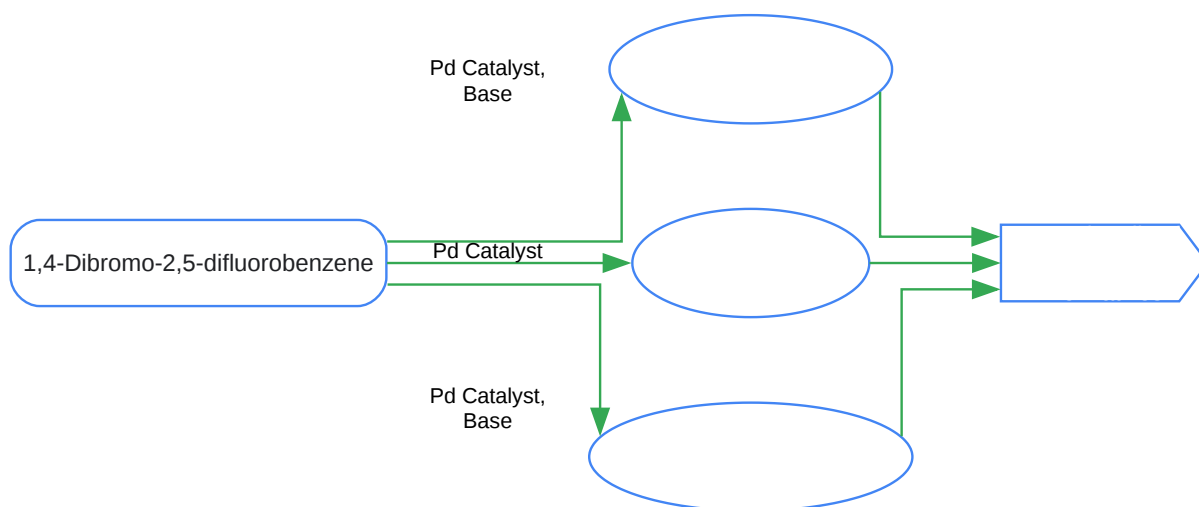 Pd Catalyst,
Base
1,4-Dibromo-2,5-difluorobenzene
Pd Catalyst
Pd Catalyst,
Base